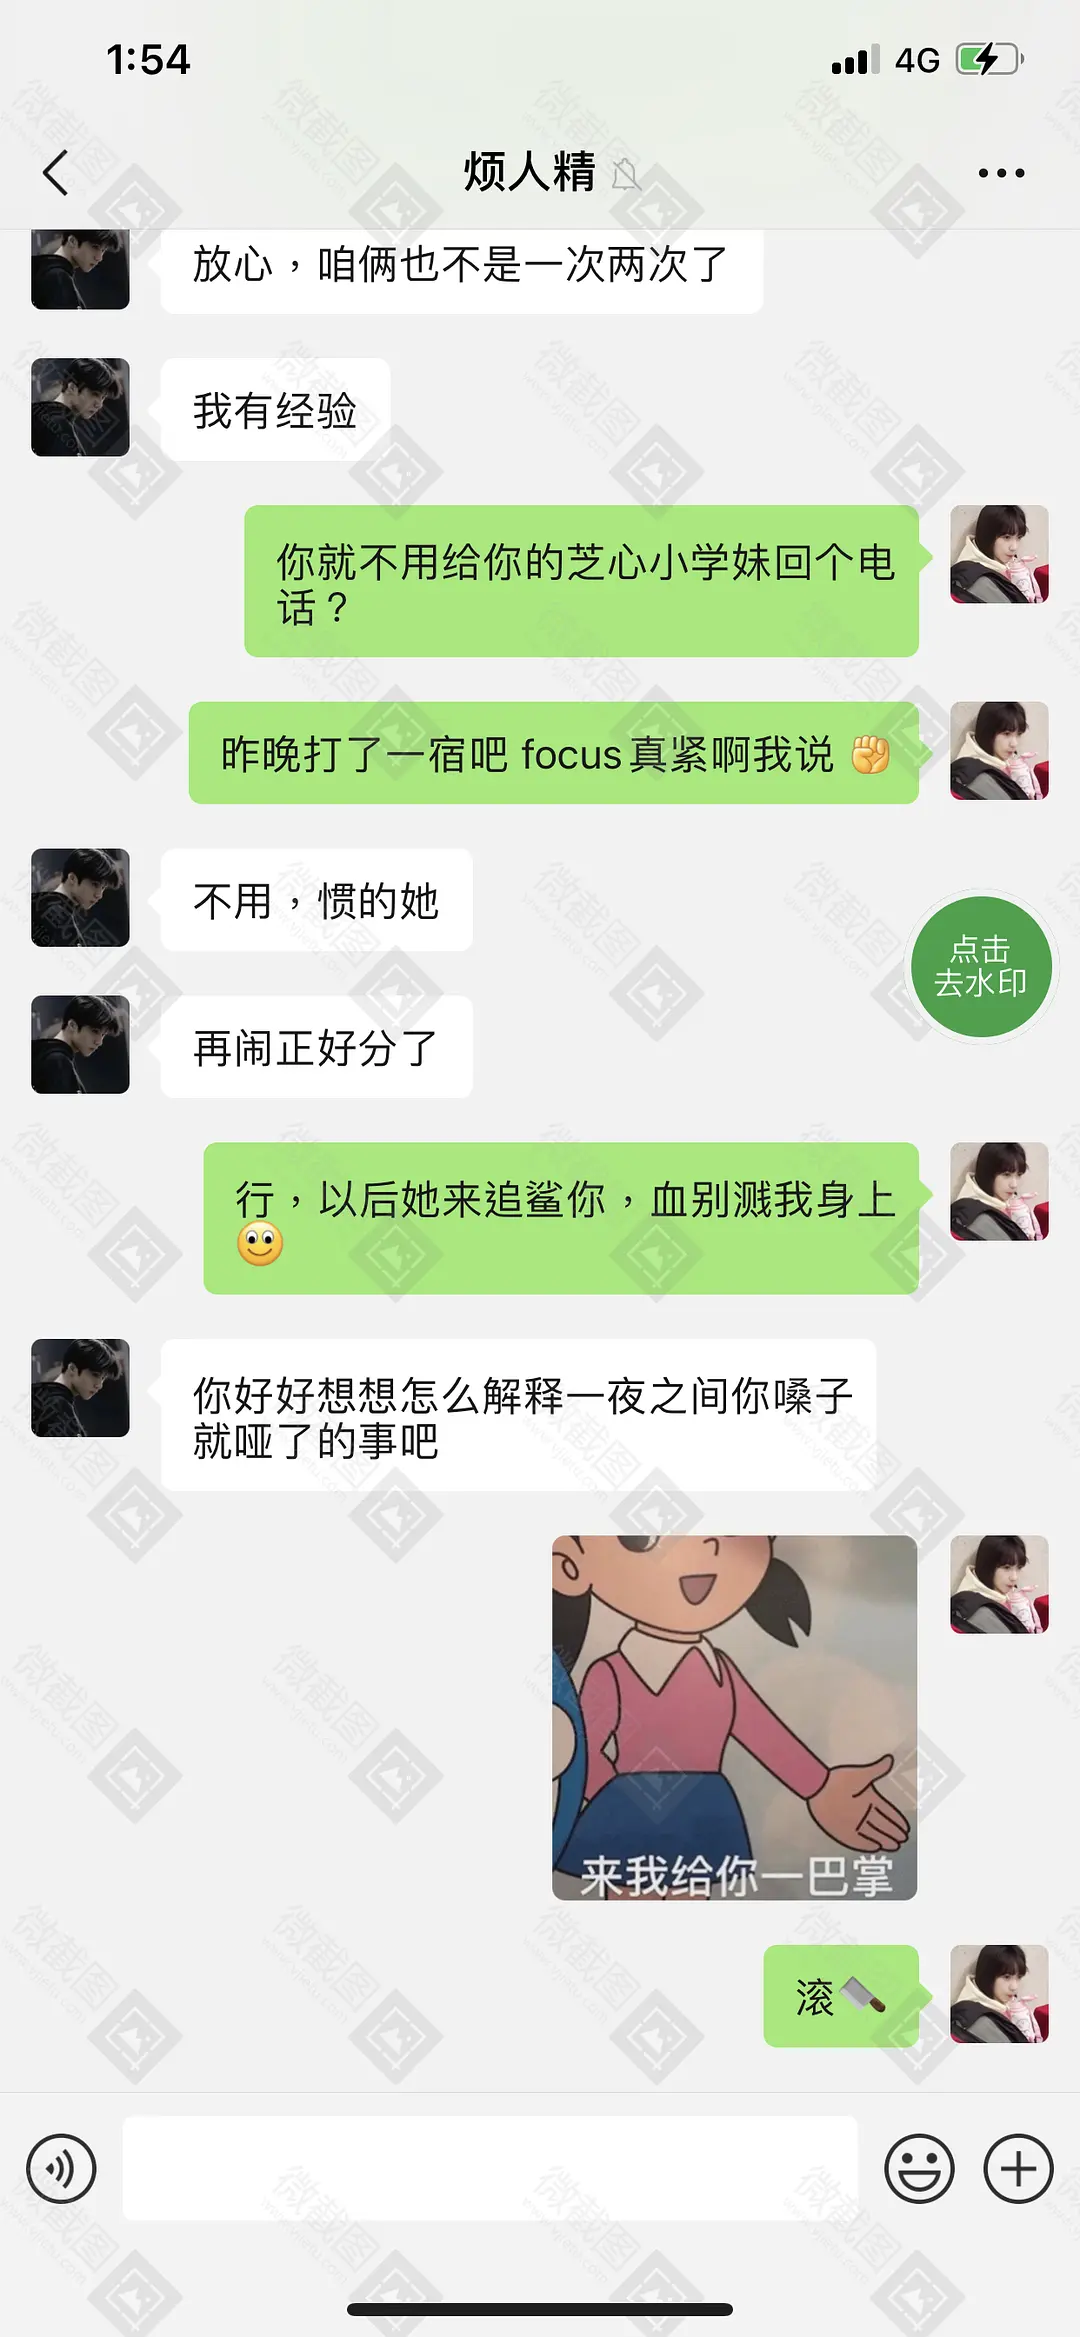 1:54
4G
烦人精
放心，咱俩也不是一次两次了
我有经验
你就不用给你的芝心小学妹回个电
话？
昨晚打了一宿吧 focus真紧啊我说
不用，惯的她
点击
去水印
再闹正好分了
行，以后她来追鲨你，血别溅我身上
你好好想想怎么解释一夜之间你嗓子
就哑了的事吧
来我给你一巴掌
滚
微截图